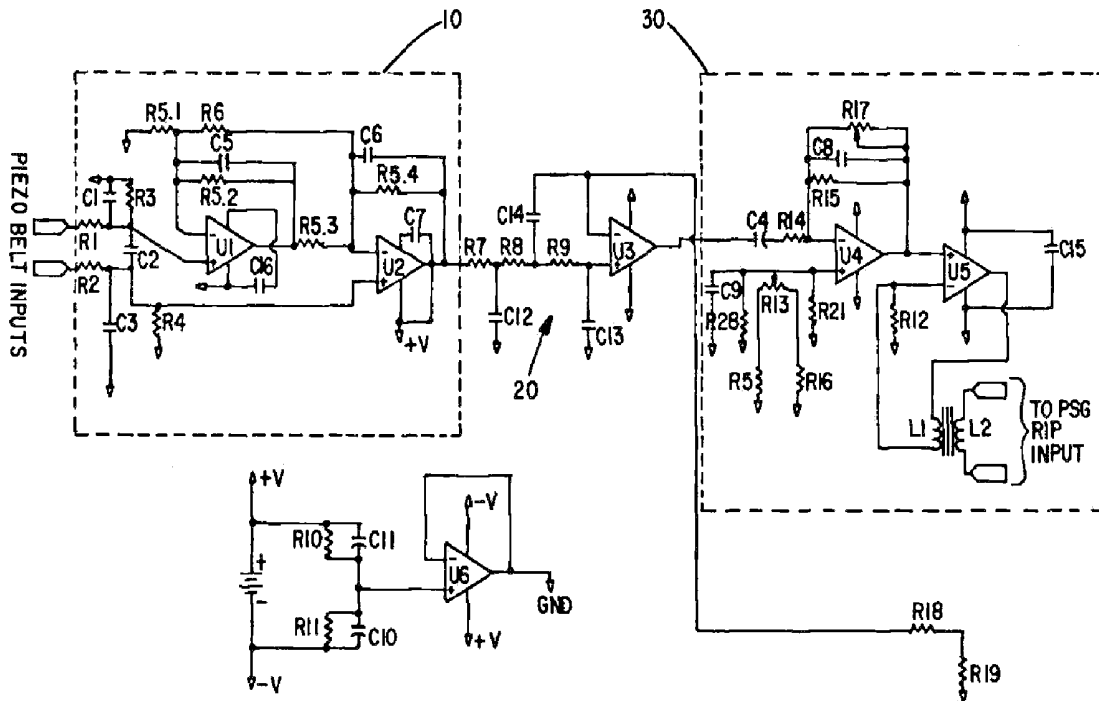 10
30
R5.1
R6
C5
R5.2
C6
R5.4
C7
PIEZO BELT INPUTS
C1
R3
R1
C2
R2
C3
R4
U1
C16
R5.3
U2
+V
R7
R8
R9
C14
C12
C13
U3
20
R17
C8
R15
C4
R14
U4
U5
C15
C9
R28
R13
R21
R12
R5
R16
L1
L2
TO PSG
RIP
INPUT
+V
R10
C11
+
-
R11
C10
-V
-V
U6
+V
GND
R18
R19